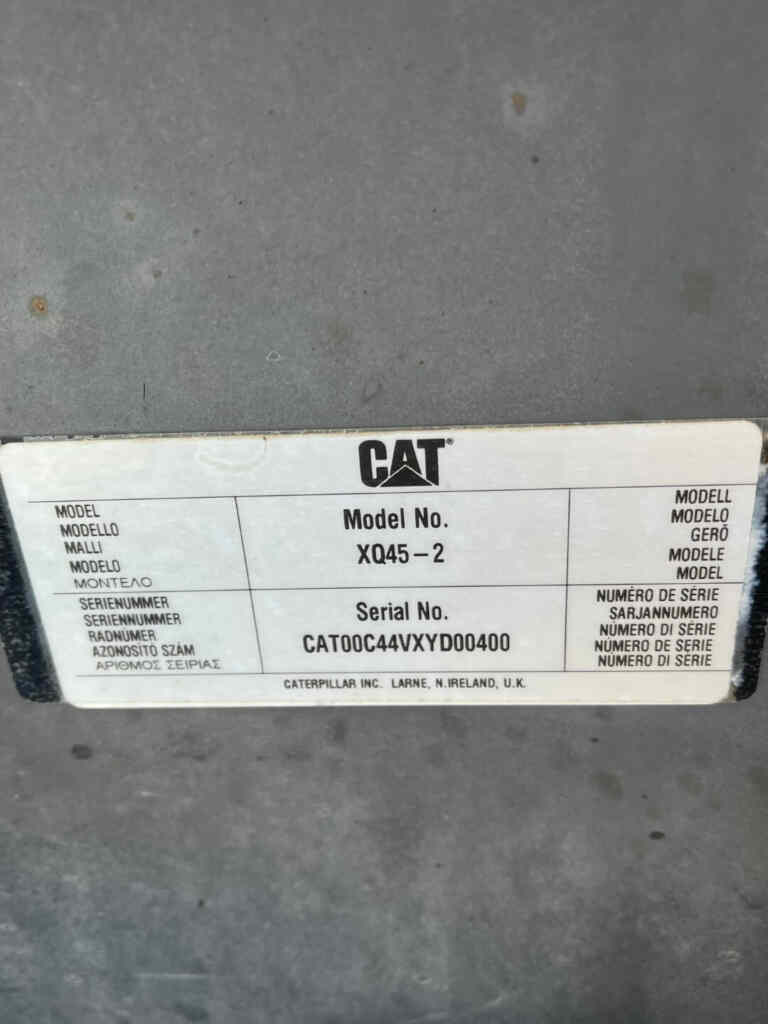 CAT®
MODEL
MODELLO
MALLI
MODELO
ΜΟΝΤΕΛΟ
Model No.
XQ45-2
MODELL
MODELO
GERÖ
MODELE
MODEL
SERIENUMMER
SERIENNUMMER
RADNUMER
AZONOSITÓ SZÁM
ΑΡΙΘΜΟΣ ΣΕΙΡΙΑΣ
Serial No.
CAT00C44VXYD00400
NUMÉRO DE SÉRIE
SARJANNUMERO
NÚMERO DI SÉRIE
NÚMERO DE SÉRIE
NÚMERO DI SÉRIE
CATERPILLAR INC. LARNE, N.IRELAND, U.K.